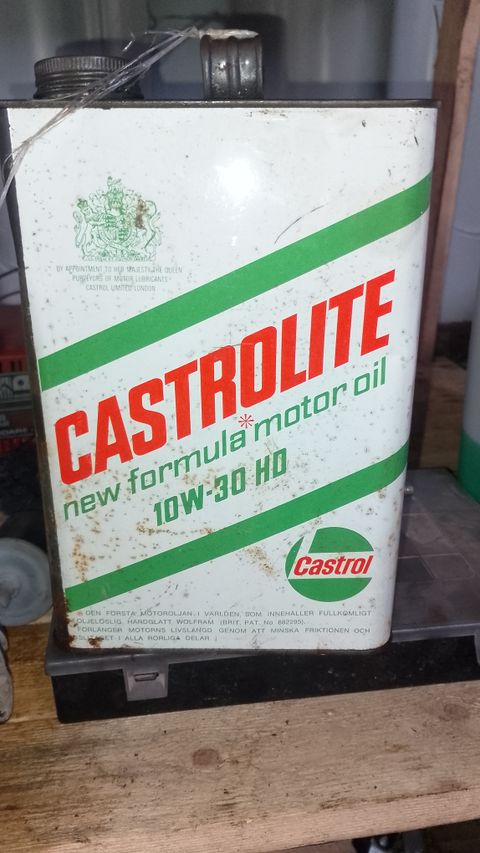 BY APPOINTMENT TO HER MAJESTY THE QUEEN
PURVEYORS OF MOTOR LUBRICANTS
CASTROL LIMITED LONDON
CASTROLITE
new formula*motor oil
10W-30 HD
Castrol
DEN FÖRSTA MOTOROLJAN I VÄRLDEN, SOM INNEHÅLLER FULLKOMLIGT
OLJELÖSLIG, HANDGLATT WOLFRAM (BRIT. PAT. No 882295).
FÖRLÄNGER MOTORNS LIVSLÄNGD GENOM ATT MINSKA FRIKTIONEN OCH
I ALLA RÖRLIGA DELAR.